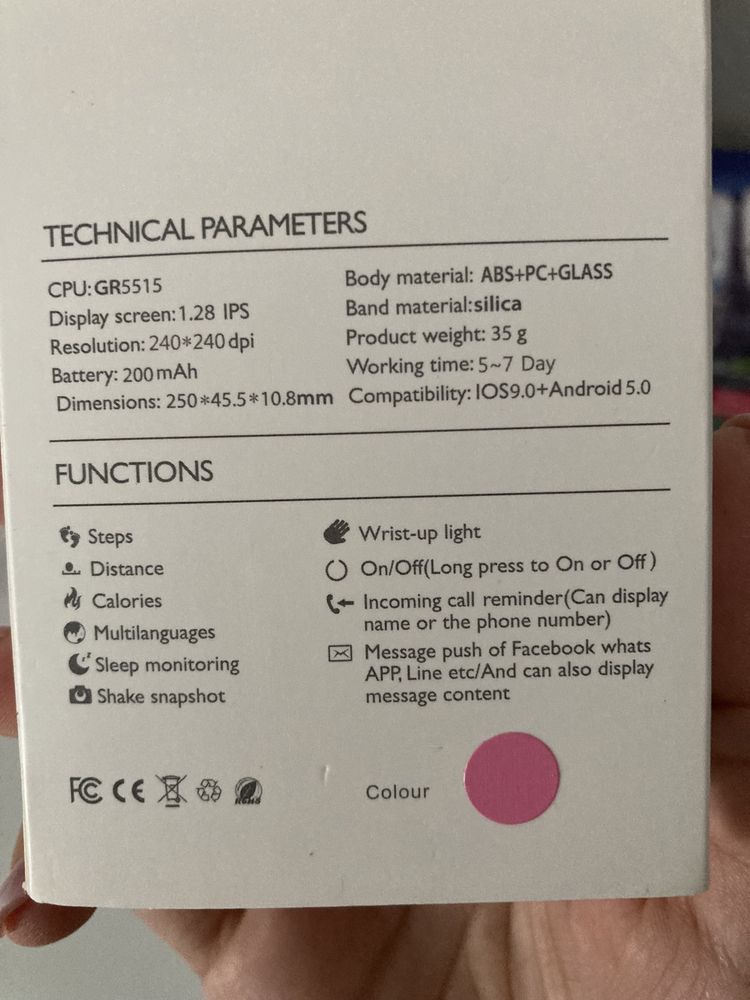 TECHNICAL PARAMETERS
CPU:GR5515
Display screen:1.28 IPS
Resolution: 240*240 dpi
Battery: 200 mAh
Dimensions: 250*45.5*10.8mm
Body material: ABS+PC+GLASS
Band material:silica
Product weight: 35 g
Working time: 5~7 Day
Compatibility: IOS9.0+Android 5.0
FUNCTIONS
Steps
Distance
Calories
Multilanguages
Sleep monitoring
Shake snapshot
Wrist-up light
On/Off(Long press to On or Off)
Incoming call reminder(Can display
name or the phone number)
Message push of Facebook whats
APP, Line etc/And can also display
message content
FC CE RoHS
Colour